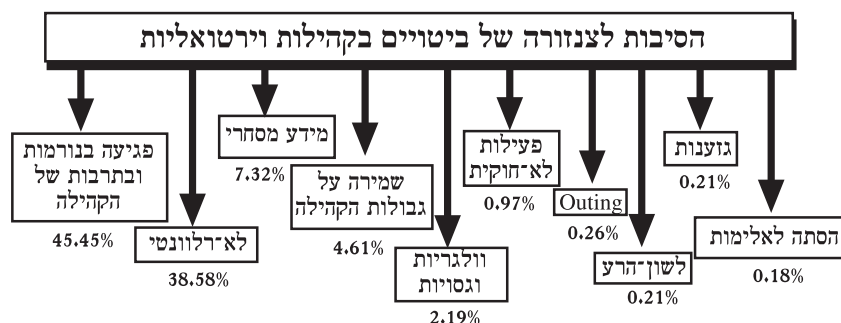 הסיבות לצנזורה של ביטויים בקהילות וירטואליות
פגיעה בנורמות
ובתרבות של
הקהילה
45.45%
לא־רלוונטי
38.58%
מידע מסחרי
7.32%
שמירה על
גבולות הקהילה
4.61%
וולגריות
וגסויות
2.19%
פעילות
לא־חוקית
0.97%
Outing
0.26%
לשון־הרע
0.21%
גזענות
0.21%
הסתה לאלימות
0.18%